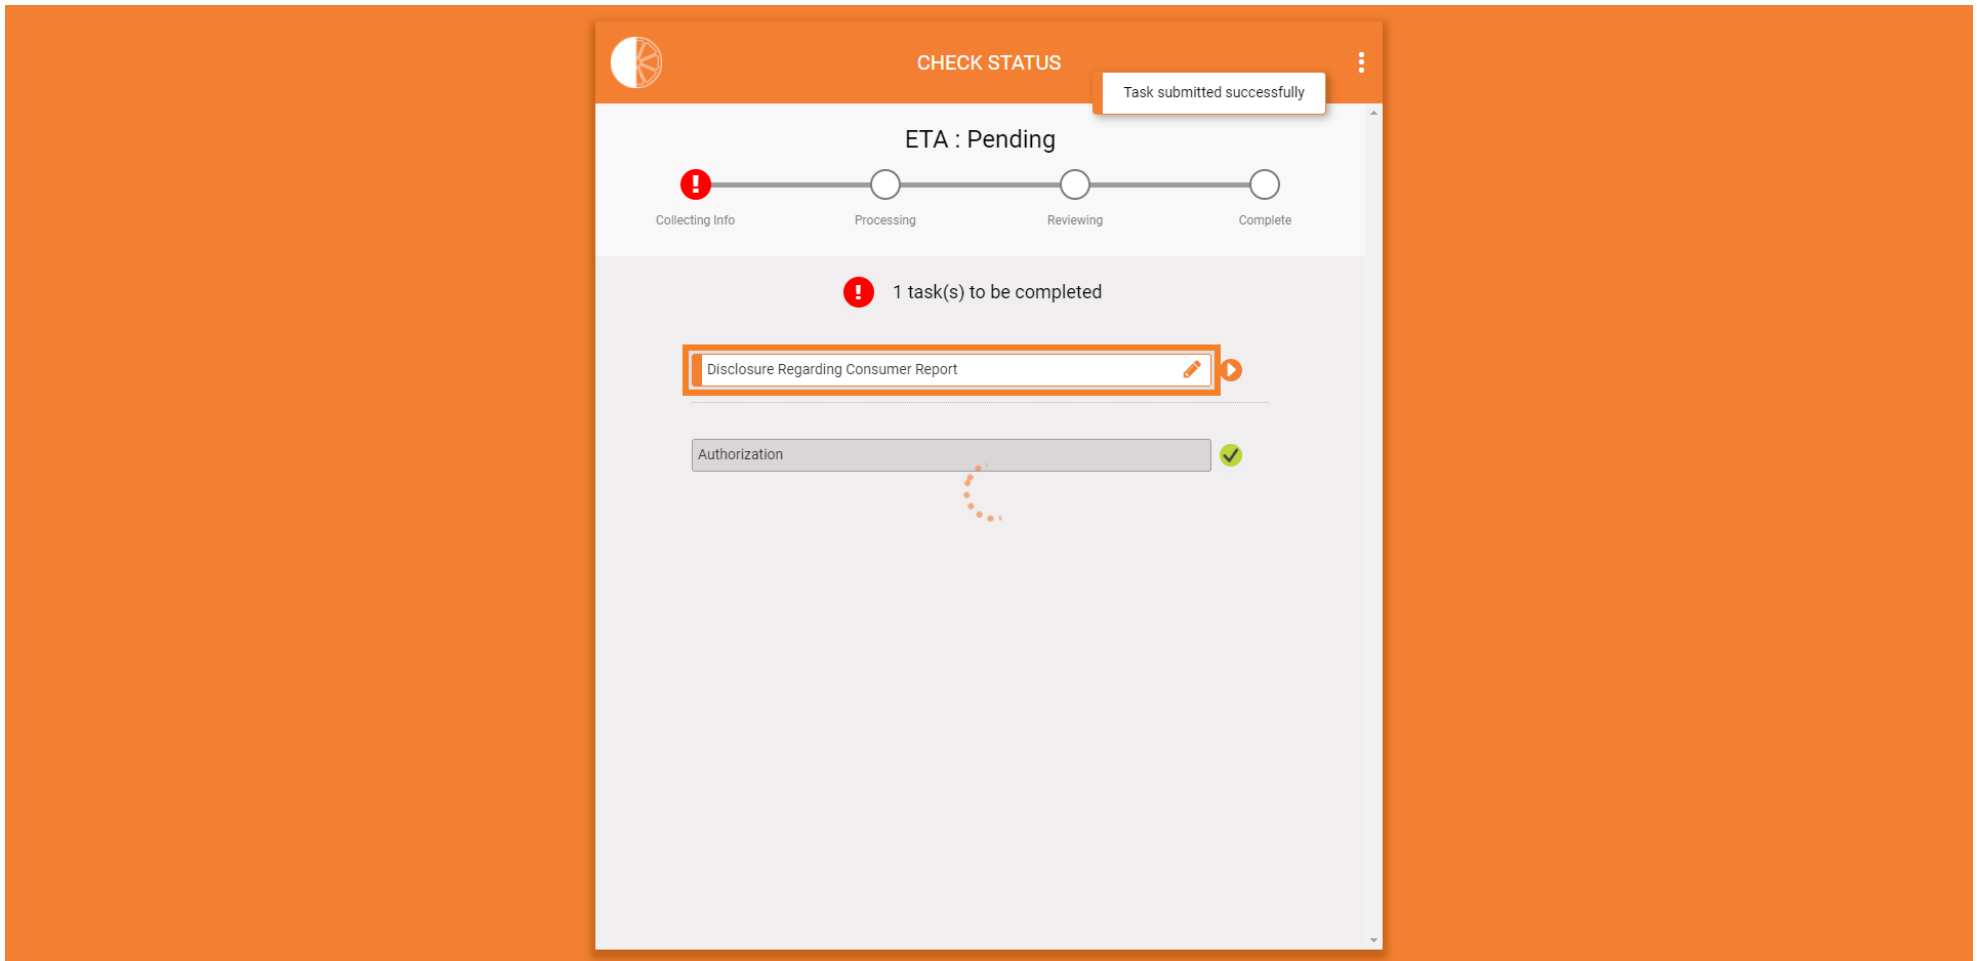 CHECK STATUS
Task submitted successfully
ETA : Pending
Collecting Info
Processing
Reviewing
Complete
1 task(s) to be completed
Disclosure Regarding Consumer Report
Authorization